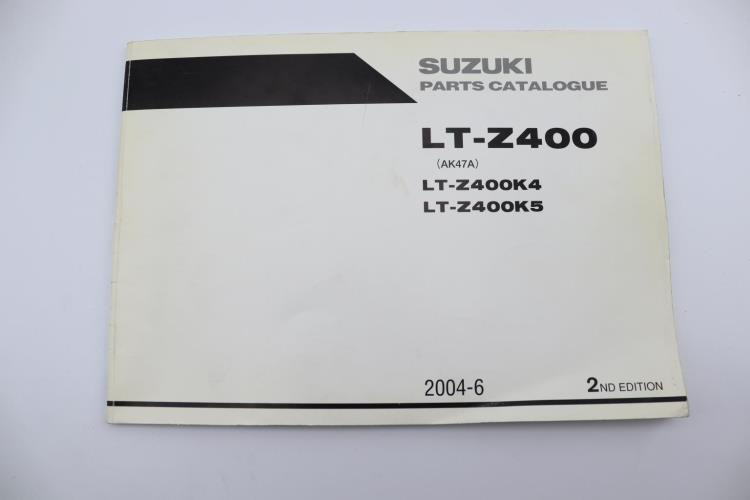 SUZUKI
PARTS CATALOGUE
LT-Z400
(AK47A)
LT-Z400K4
LT-Z400K5
2004-6 2ND EDITION